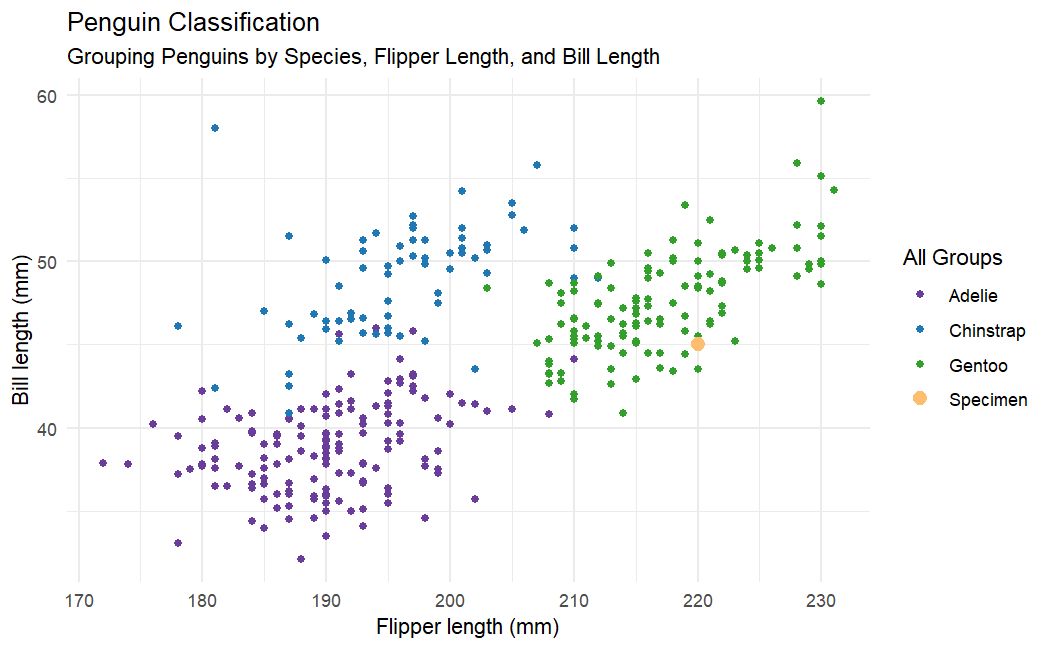 Penguin Classification
Grouping Penguins by Species, Flipper Length, and Bill Length
60
50
40
Bill length (mm)
170 180 190 200 210 220 230
Flipper length (mm)
All Groups
Adelie
Chinstrap
Gentoo
Specimen